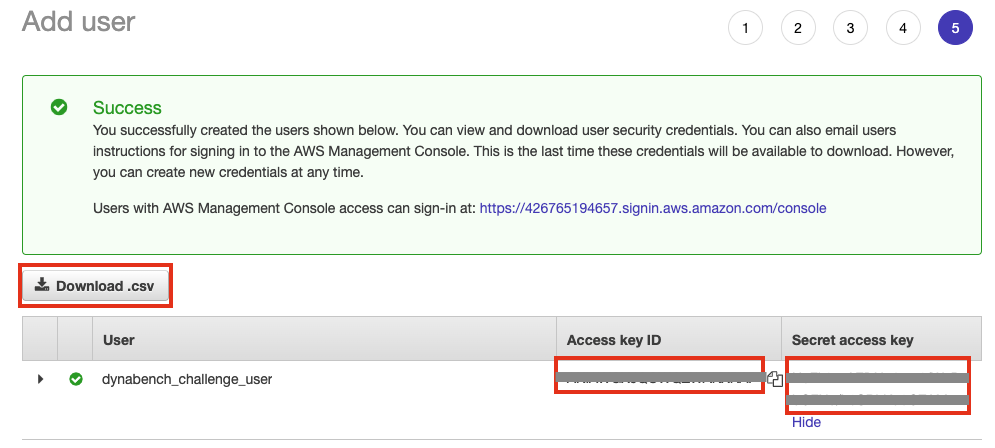 Add user
1 2 3 4 5
Success
You successfully created the users shown below. You can view and download user security credentials. You can also email users
instructions for signing in to the AWS Management Console. This is the last time these credentials will be available to download. However,
you can create new credentials at any time.
Users with AWS Management Console access can sign-in at: https://426765194657.signin.aws.amazon.com/console
Download .csv
User Access key ID Secret access key
dynabench_challenge_user
Hide